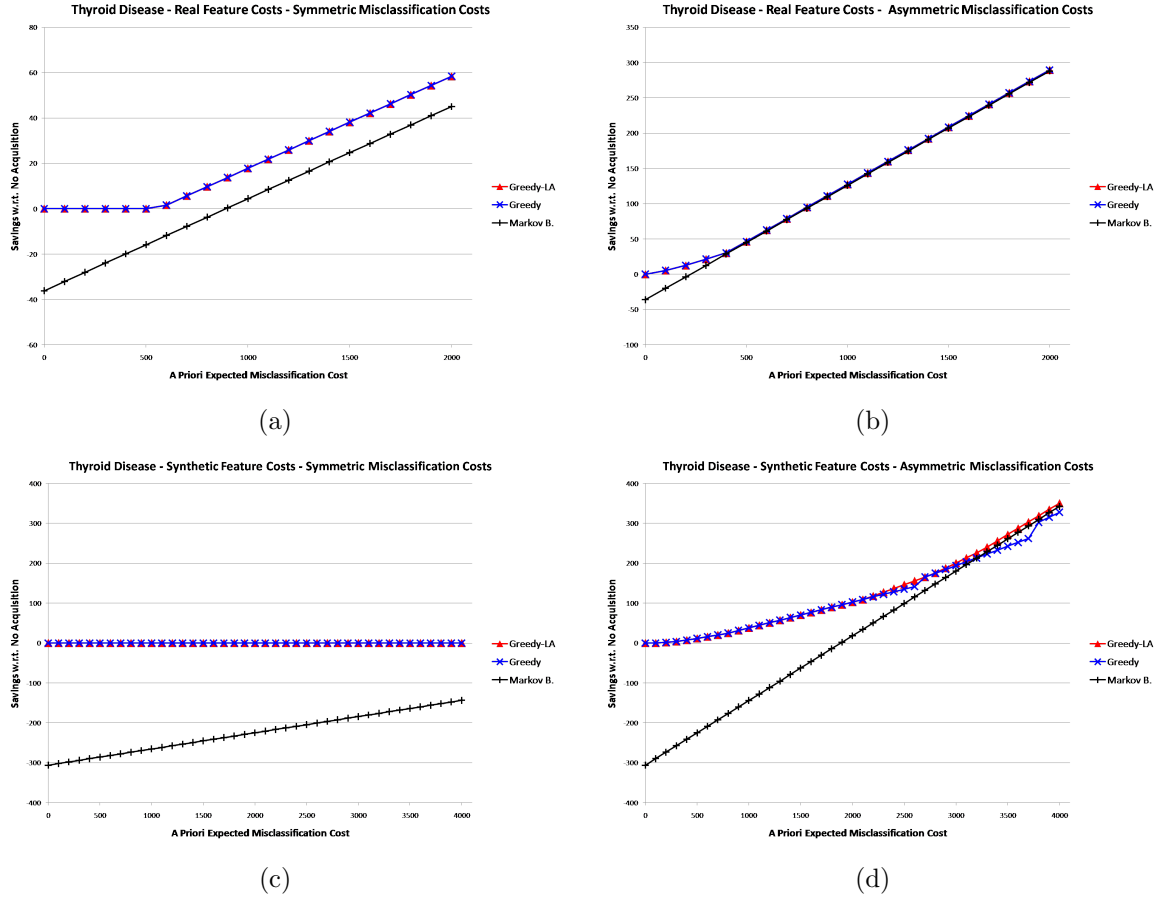 Thyroid Disease - Real Feature Costs - Symmetric Misclassification Costs
80
60
40
20
0
-20
-40
-60
0 500 1000 1500 2000
Savings w.r.t. No Acquisition
A Priori Expected Misclassification Cost
Greedy-LA
Greedy
Markov B.
(a)
Thyroid Disease - Real Feature Costs - Asymmetric Misclassification Costs
350
300
250
200
150
100
50
0
-50
-100
0 500 1000 1500 2000
Savings w.r.t. No Acquisition
A Priori Expected Misclassification Cost
Greedy-LA
Greedy
Markov B.
(b)
Thyroid Disease - Synthetic Feature Costs - Symmetric Misclassification Costs
400
300
200
100
0
-100
-200
-300
-400
0 500 1000 1500 2000 2500 3000 3500 4000
Savings w.r.t. No Acquisition
A Priori Expected Misclassification Cost
Greedy-LA
Greedy
Markov B.
(c)
Thyroid Disease - Synthetic Feature Costs - Asymmetric Misclassification Costs
400
300
200
100
0
-100
-200
-300
-400
0 500 1000 1500 2000 2500 3000 3500 4000
Savings w.r.t. No Acquisition
A Priori Expected Misclassification Cost
Greedy-LA
Greedy
Markov B.
(d)